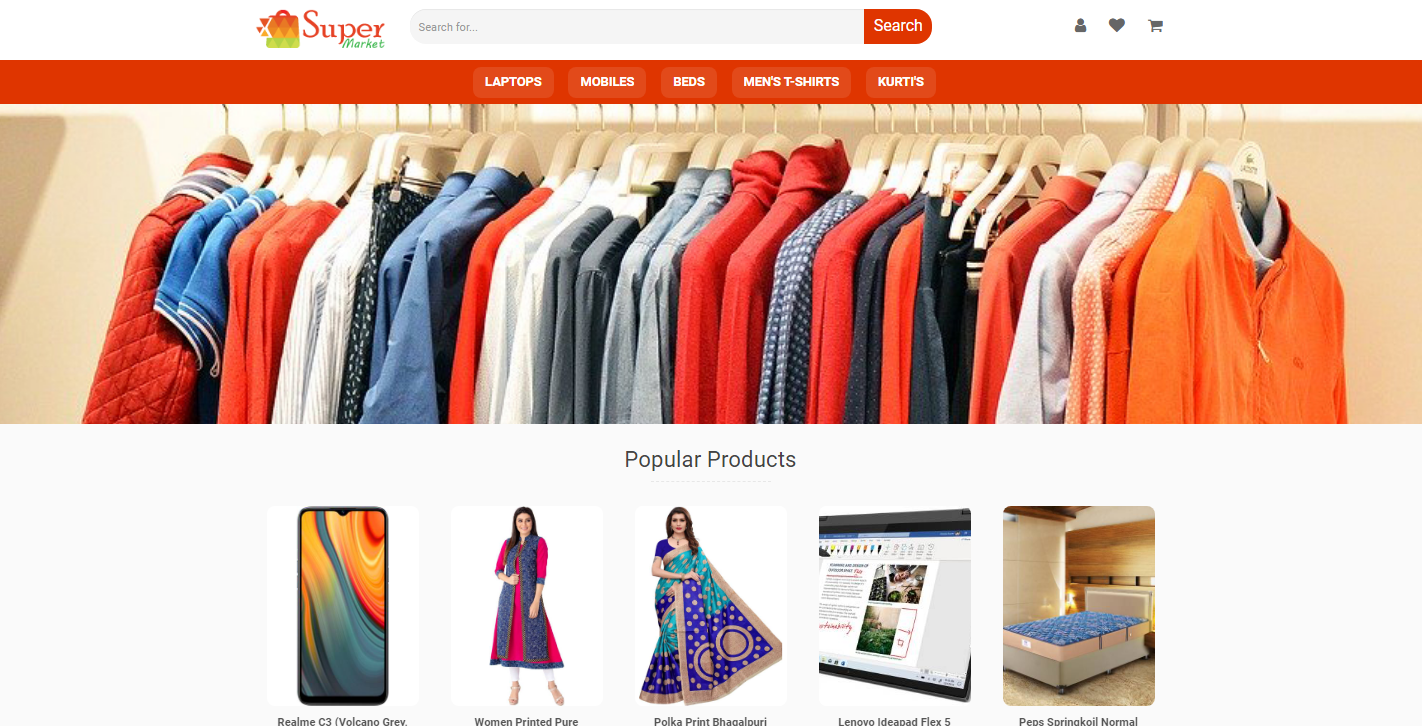 Super
Market
Search for...
Search
LAPTOPS
MOBILES
BEDS
MEN'S T-SHIRTS
KURTI'S
LACOSTE
Popular Products
Realme C3 (Volcano Grey,
Women Printed Pure
Polka Print Bhagalpuri
Lenovo Ideapad Flex 5
Peps Springkoil Normal